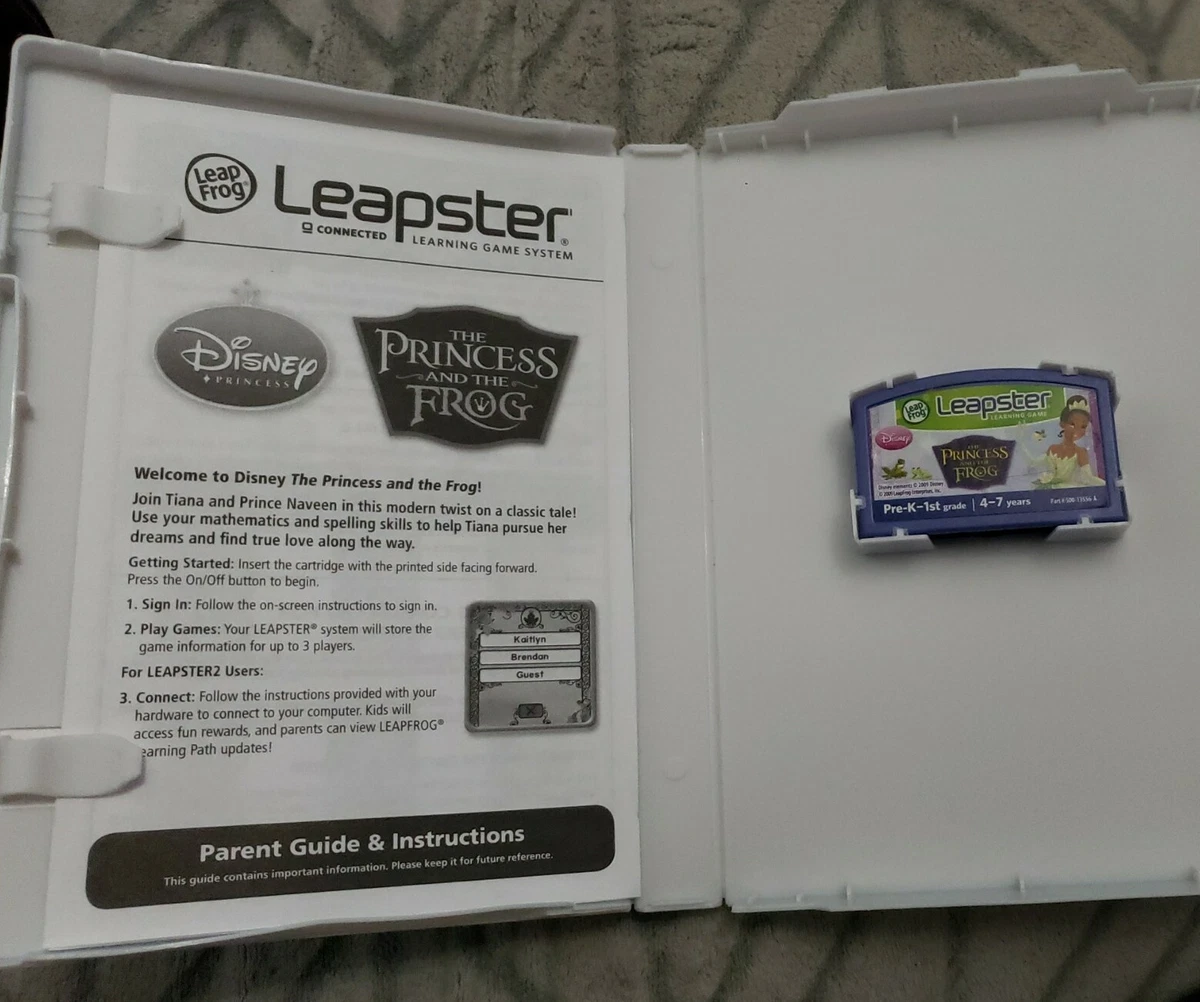 Leap
Frog
Leapster®
CONNECTED LEARNING GAME SYSTEM
DISNEY
PRINCESS
THE
PRINCESS
AND THE
FROG
Welcome to Disney The Princess and the Frog!
Join Tiana and Prince Naveen in this modern twist on a classic tale!
Use your mathematics and spelling skills to help Tiana pursue her
dreams and find true love along the way.
Getting Started: Insert the cartridge with the printed side facing forward.
Press the On/Off button to begin.
1. Sign In: Follow the on-screen instructions to sign in.
2. Play Games: Your LEAPSTER® system will store the
game information for up to 3 players.
For LEAPSTER2 Users:
3. Connect: Follow the instructions provided with your
hardware to connect to your computer. Kids will
access fun rewards, and parents can view LEAPFROG®
earning Path updates!
Kaitlyn
Brendan
Guest
X
Parent Guide & Instructions
This guide contains important information. Please keep it for future reference.
Leap
Frog
Leapster
LEARNING GAME
Disney
THE
PRINCESS
AND THE
FROG
Disney elements © 2009 Disney
© 2009 LeapFrog Enterprises, Inc.
Pre-K–1st grade | 4–7 years